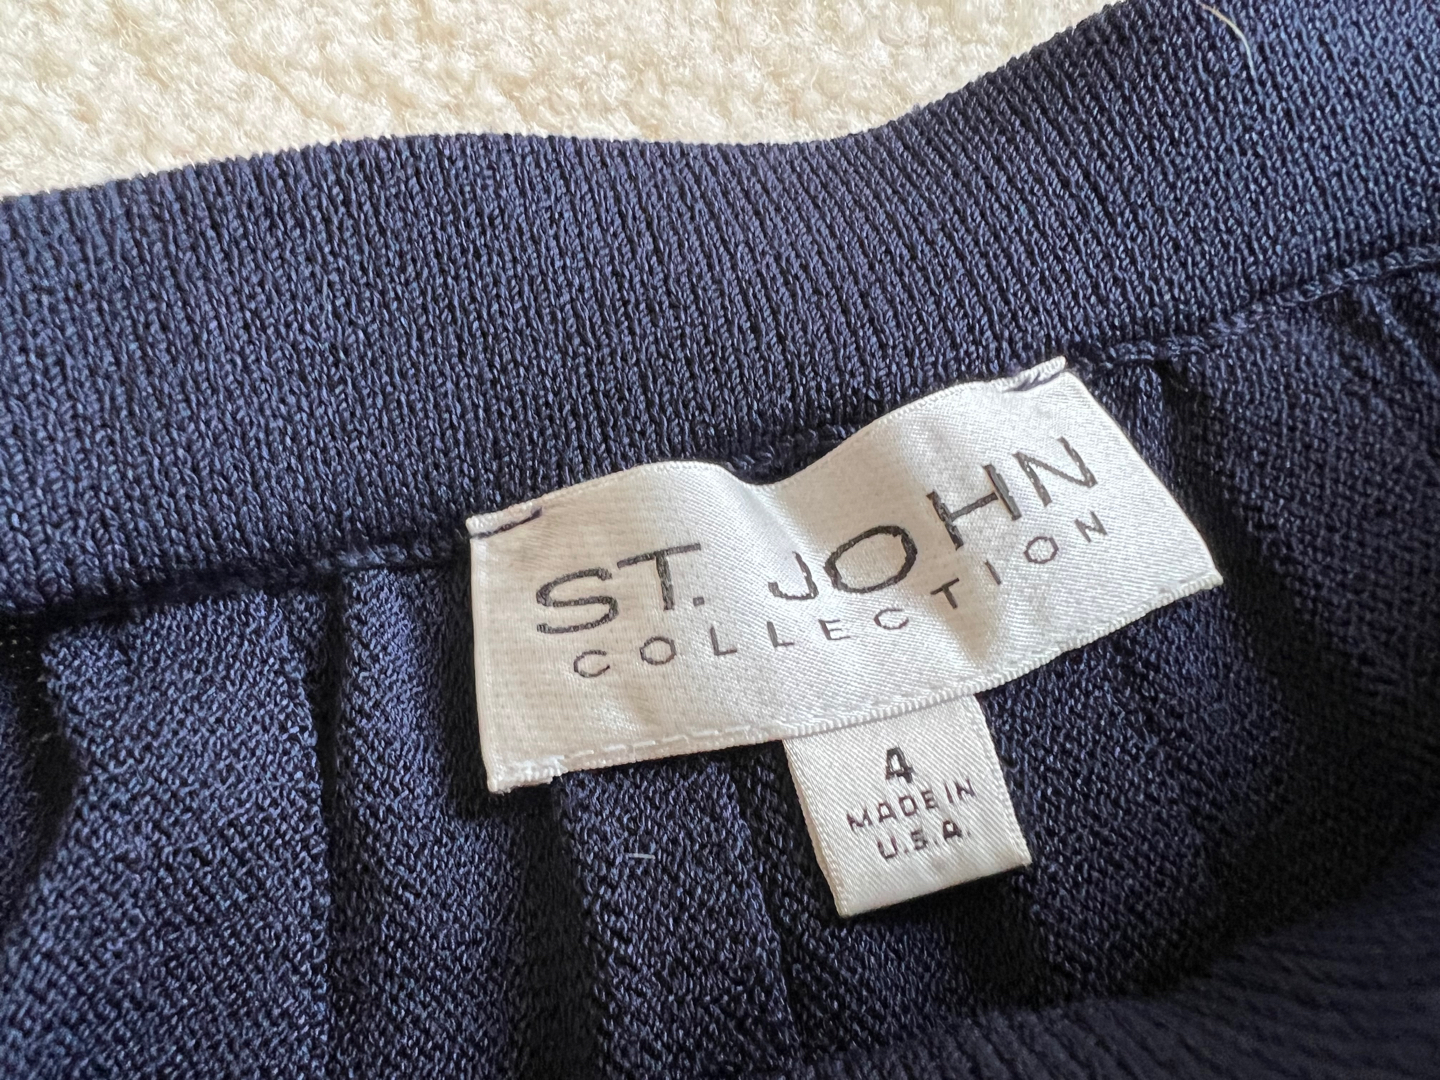 ST. JOHN
COLLECTION
4
MADE IN
U.S.A.